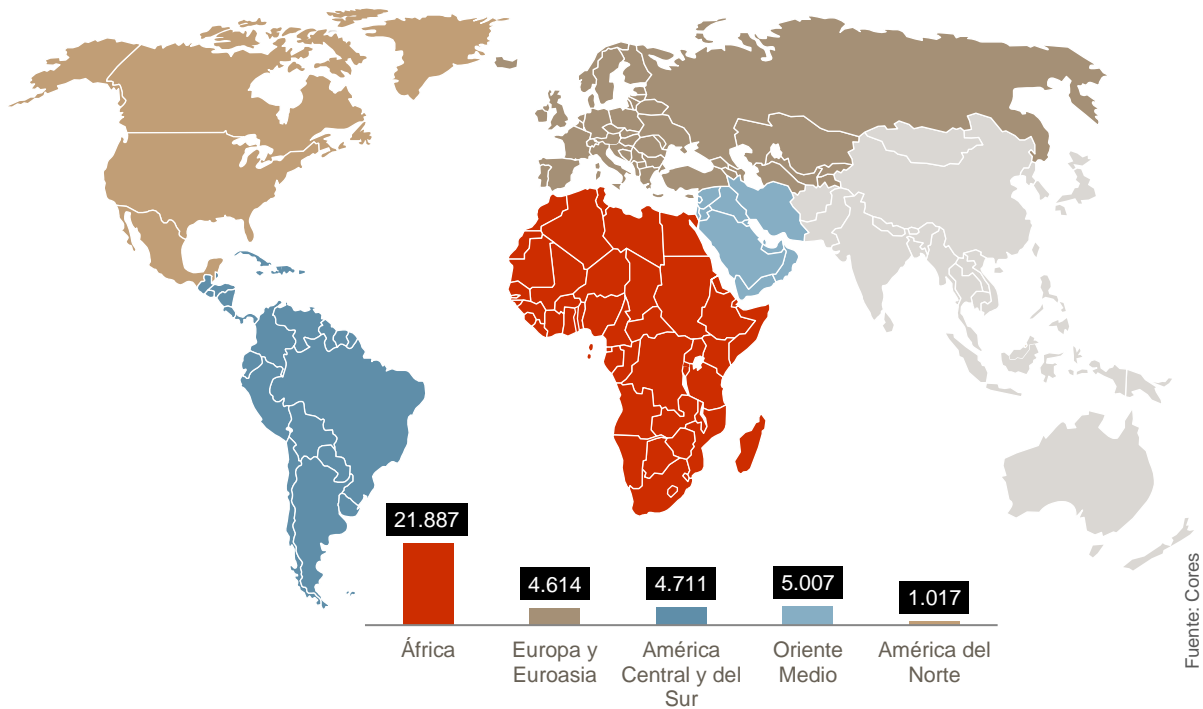 21.887
4.614
4.711
5.007
1.017
África
Europa y
Euroasia
América
Central y del
Sur
Oriente
Medio
América del
Norte
Fuente: Cores